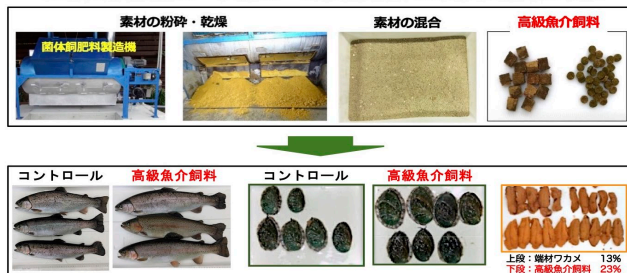 素材の粉砕・乾燥
素材の混合
高級魚介飼料
菌体飼肥料製造機
コントロール
高級魚介飼料
コントロール
高級魚介飼料
上段：端材ワカメ 13%
下段：高級魚介飼料 23%